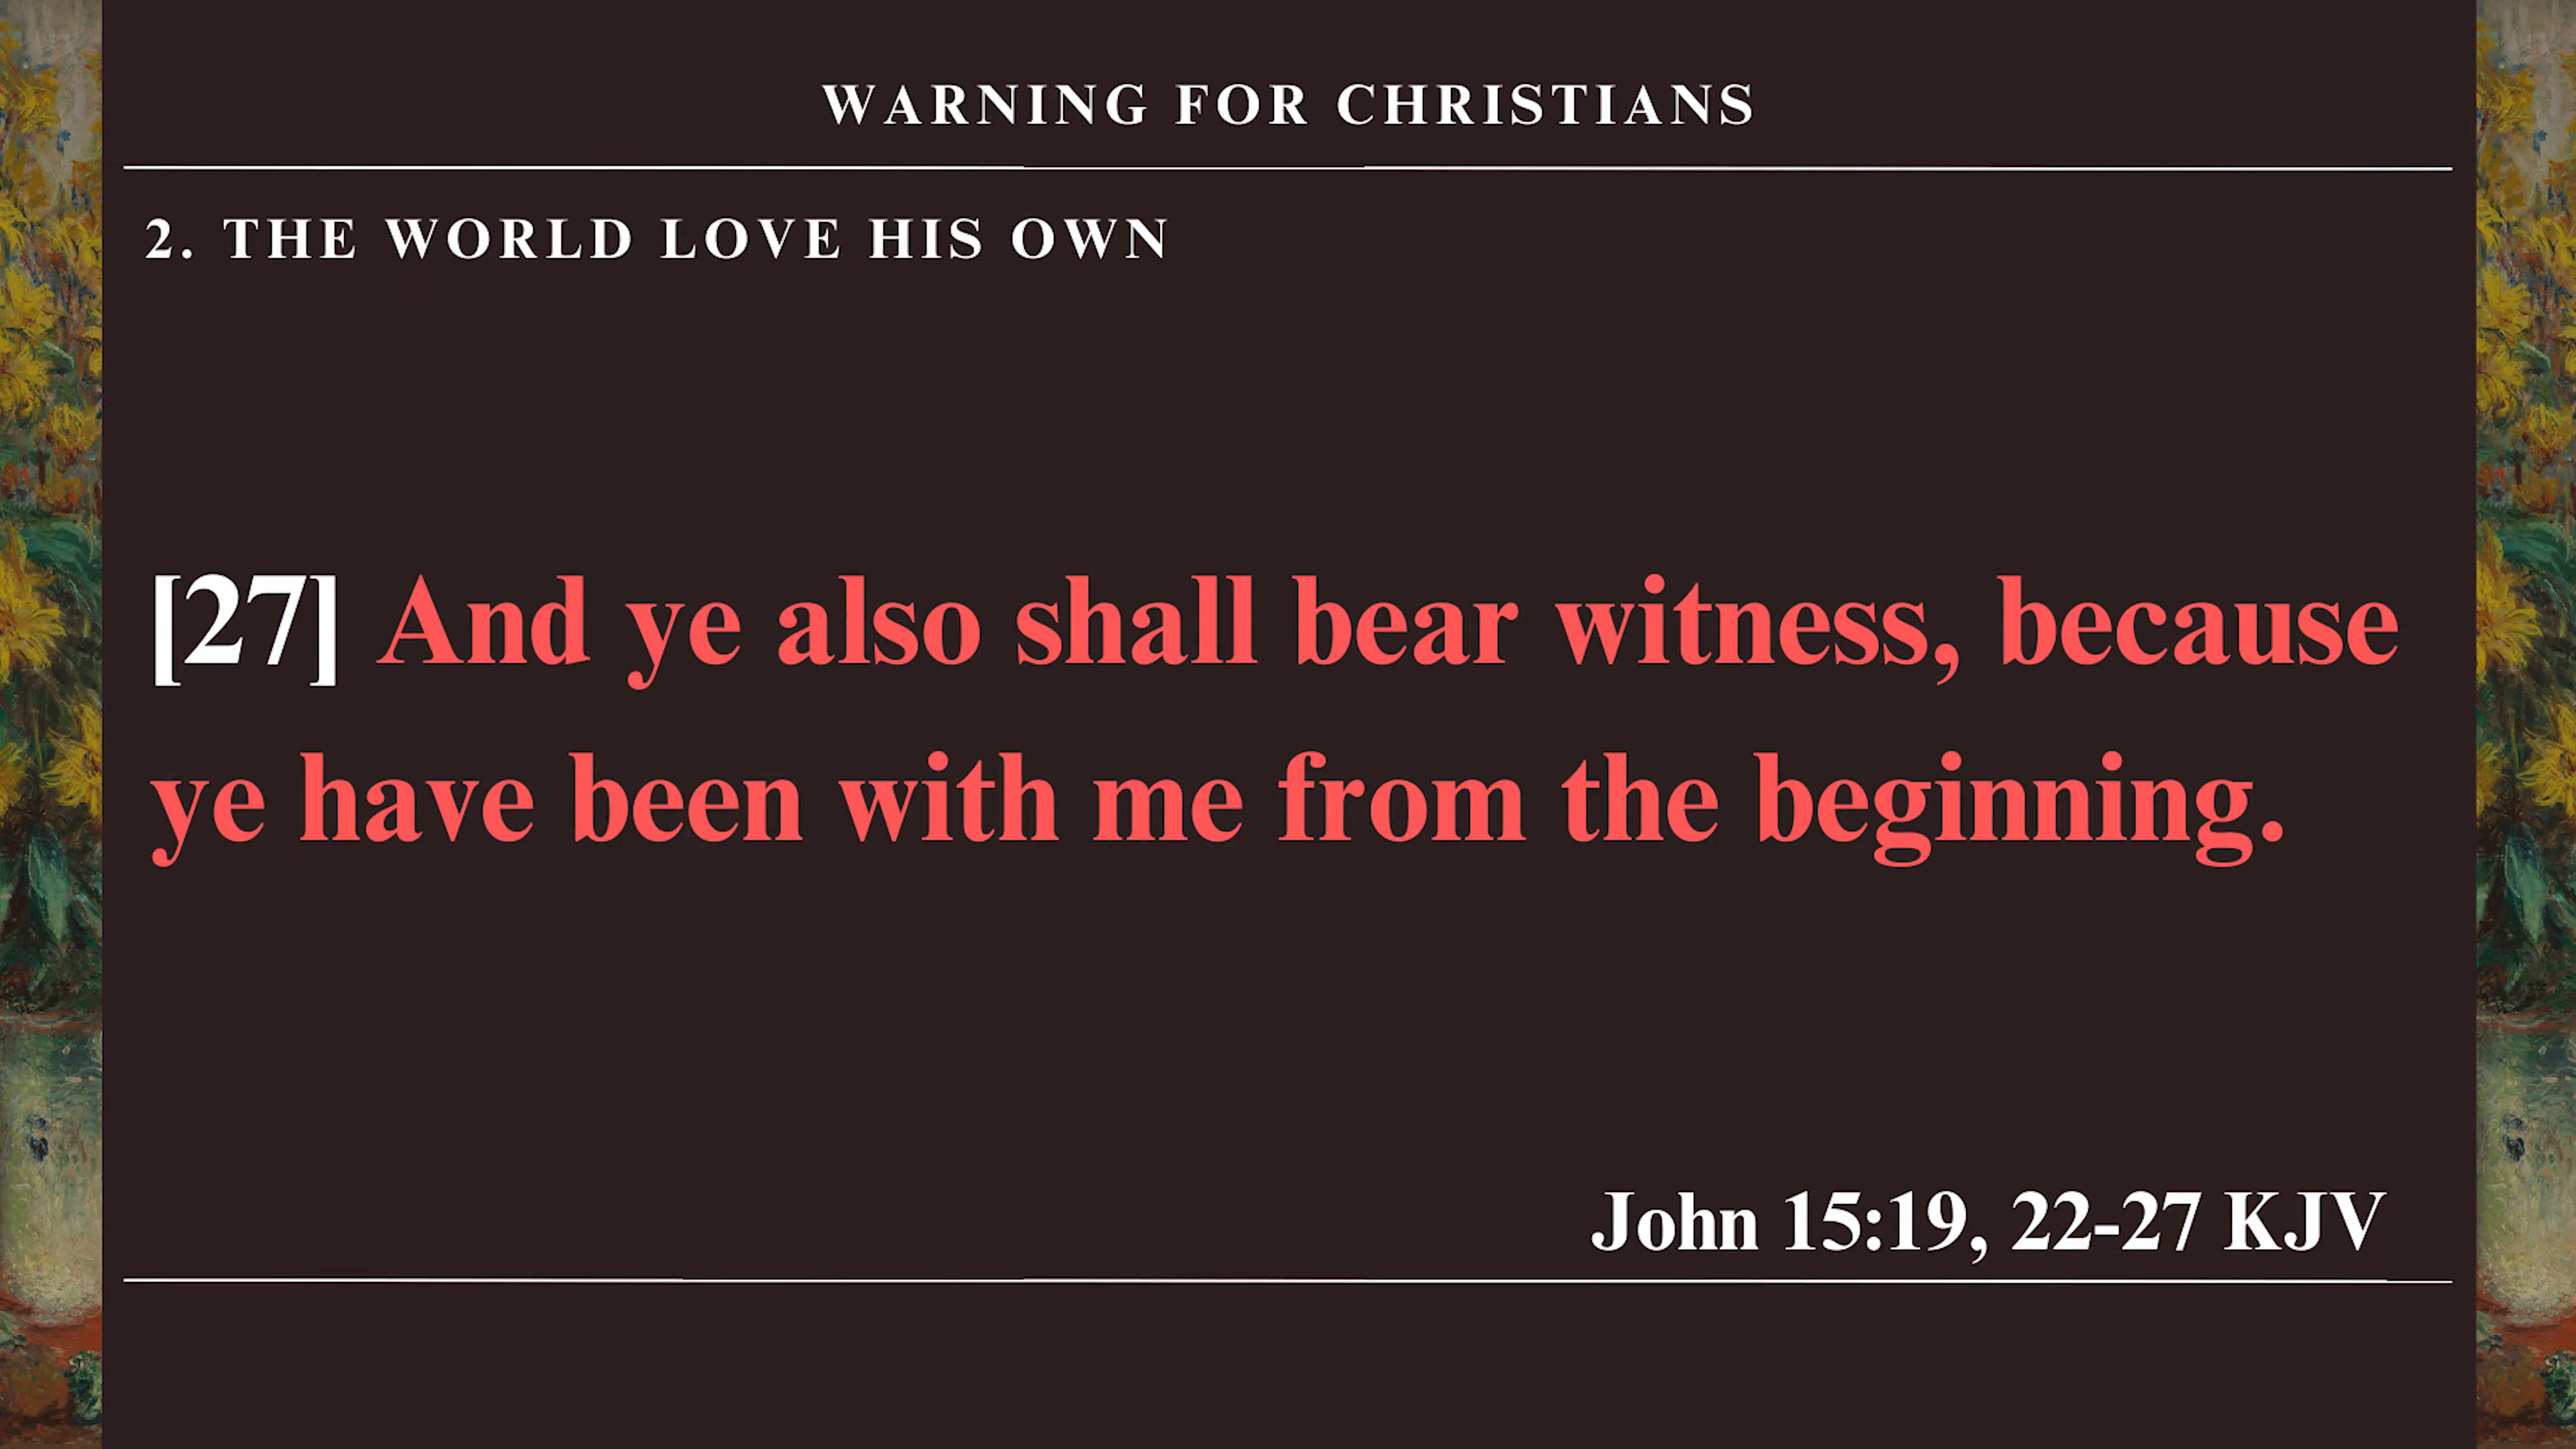 WARNING FOR CHRISTIANS
2. THE WORLD LOVE HIS OWN
[27] And ye also shall bear witness, because
ye have been with me from the beginning.
John 15:19, 22-27 KJV